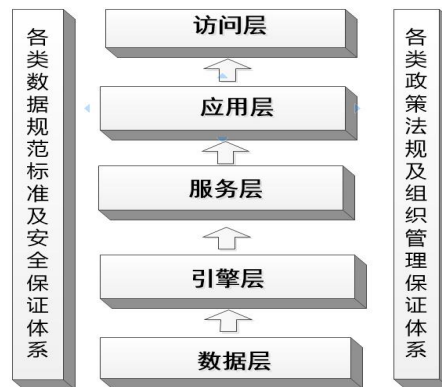 各类数据规范标准及安全保证体系
访问层
应用层
服务层
引擎层
数据层
各类政策法规及组织管理保证体系